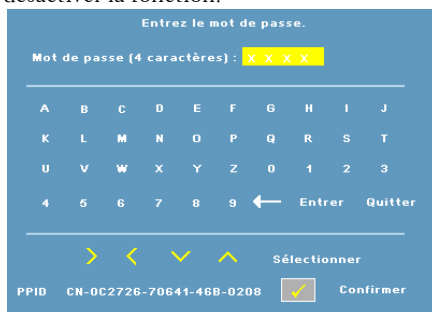 désactiver la fonction.
Entrez le mot de passe.
Mot de passe (4 caractères) : x x x x
A B C D E F G H I J
K L M N O P Q R S T
U V W X Y Z 0 1 2 3
4 5 6 7 8 9 ← Entrer Quitter
Sélectionner
PPID CN-0C2726-70641-46B-0208 ✓ Confirmer